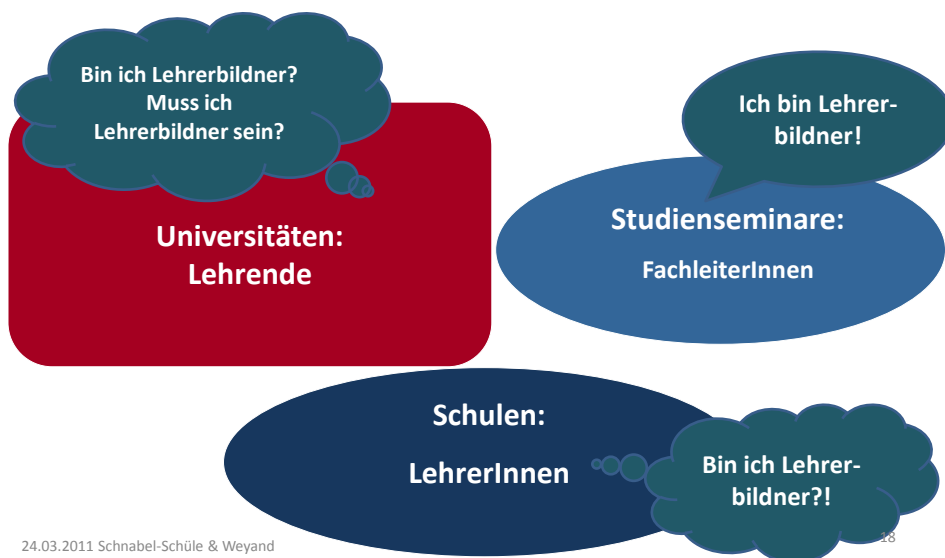 Bin ich Lehrerbildner?
Muss ich
Lehrerbildner sein?
Ich bin Lehrer-
bildner!
Universitäten:
Lehrende
Studienseminare:
FachleiterInnen
Schulen:
LehrerInnen
Bin ich Lehrer-
bildner?!
24.03.2011 Schnabel-Schüle & Weyand
18